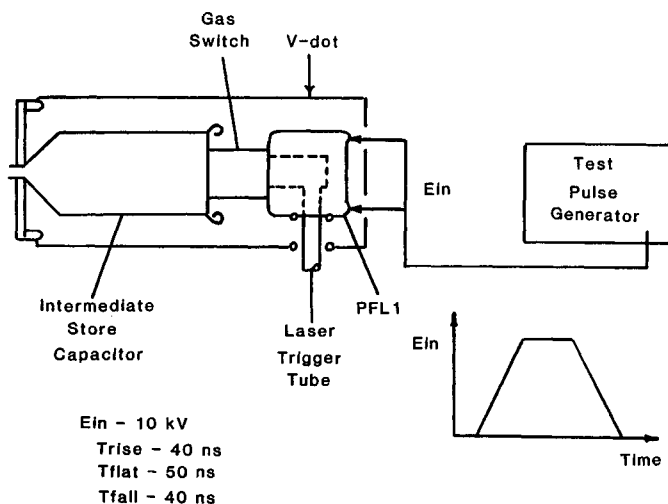 Gas
Switch
V-dot
Ein
Test
Pulse
Generator
Intermediate
Store
Capacitor
Laser
Trigger
Tube
PFL1
Ein
Time
Ein - 10 kV
Trise - 40 ns
Tflat - 50 ns
Tfall - 40 ns